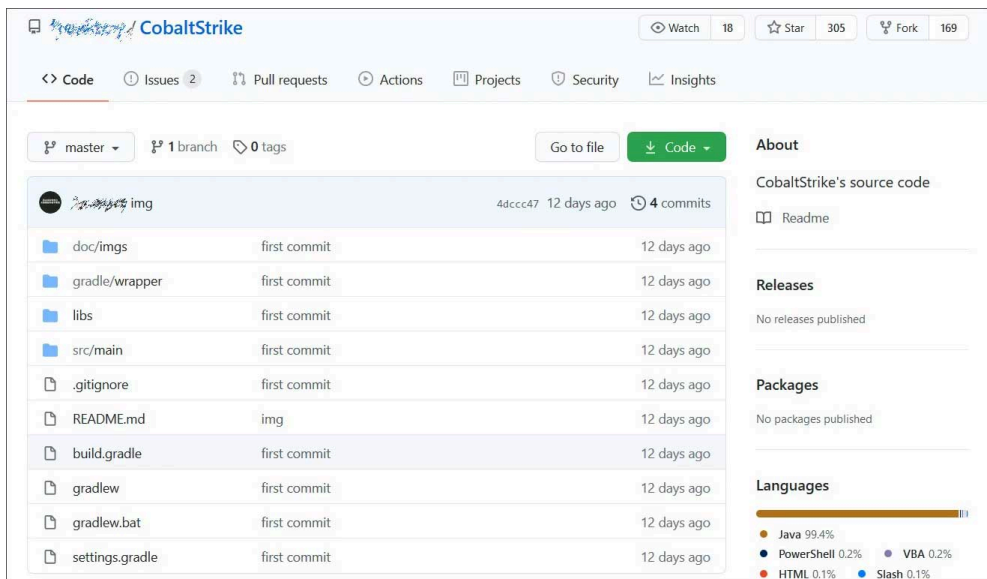 / CobaltStrike
Watch 18
Star 305
Fork 169
<> Code
Issues 2
Pull requests
Actions
Projects
Security
Insights
master
1 branch
0 tags
Go to file
Code
img
4dccc47 12 days ago 4 commits
doc/imgs first commit 12 days ago
gradle/wrapper first commit 12 days ago
libs first commit 12 days ago
src/main first commit 12 days ago
.gitignore first commit 12 days ago
README.md img 12 days ago
build.gradle first commit 12 days ago
gradlew first commit 12 days ago
gradlew.bat first commit 12 days ago
settings.gradle first commit 12 days ago
About
CobaltStrike's source code
Readme
Releases
No releases published
Packages
No packages published
Languages
Java 99.4%
PowerShell 0.2% VBA 0.2%
HTML 0.1% Slash 0.1%